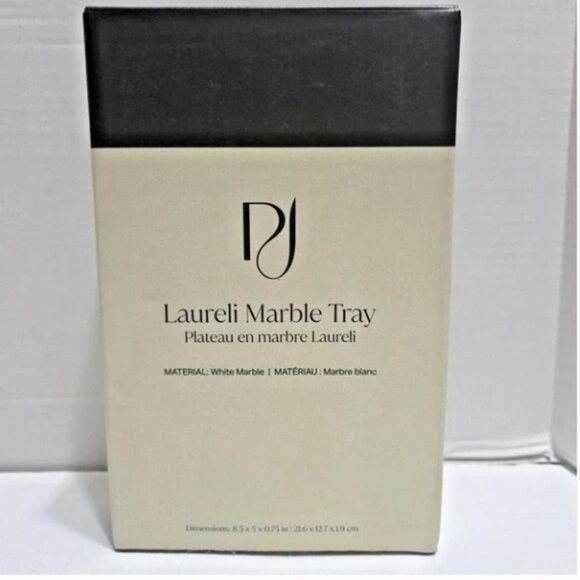 DJ
Laureli Marble Tray
Plateau en marbre Laureli
MATERIAL: White Marble | MATÉRIAU : Marbre blanc
Dimensions: 8.5 x 5 x 0.75 in | 21.6 x 12.7 x 1.9 cm